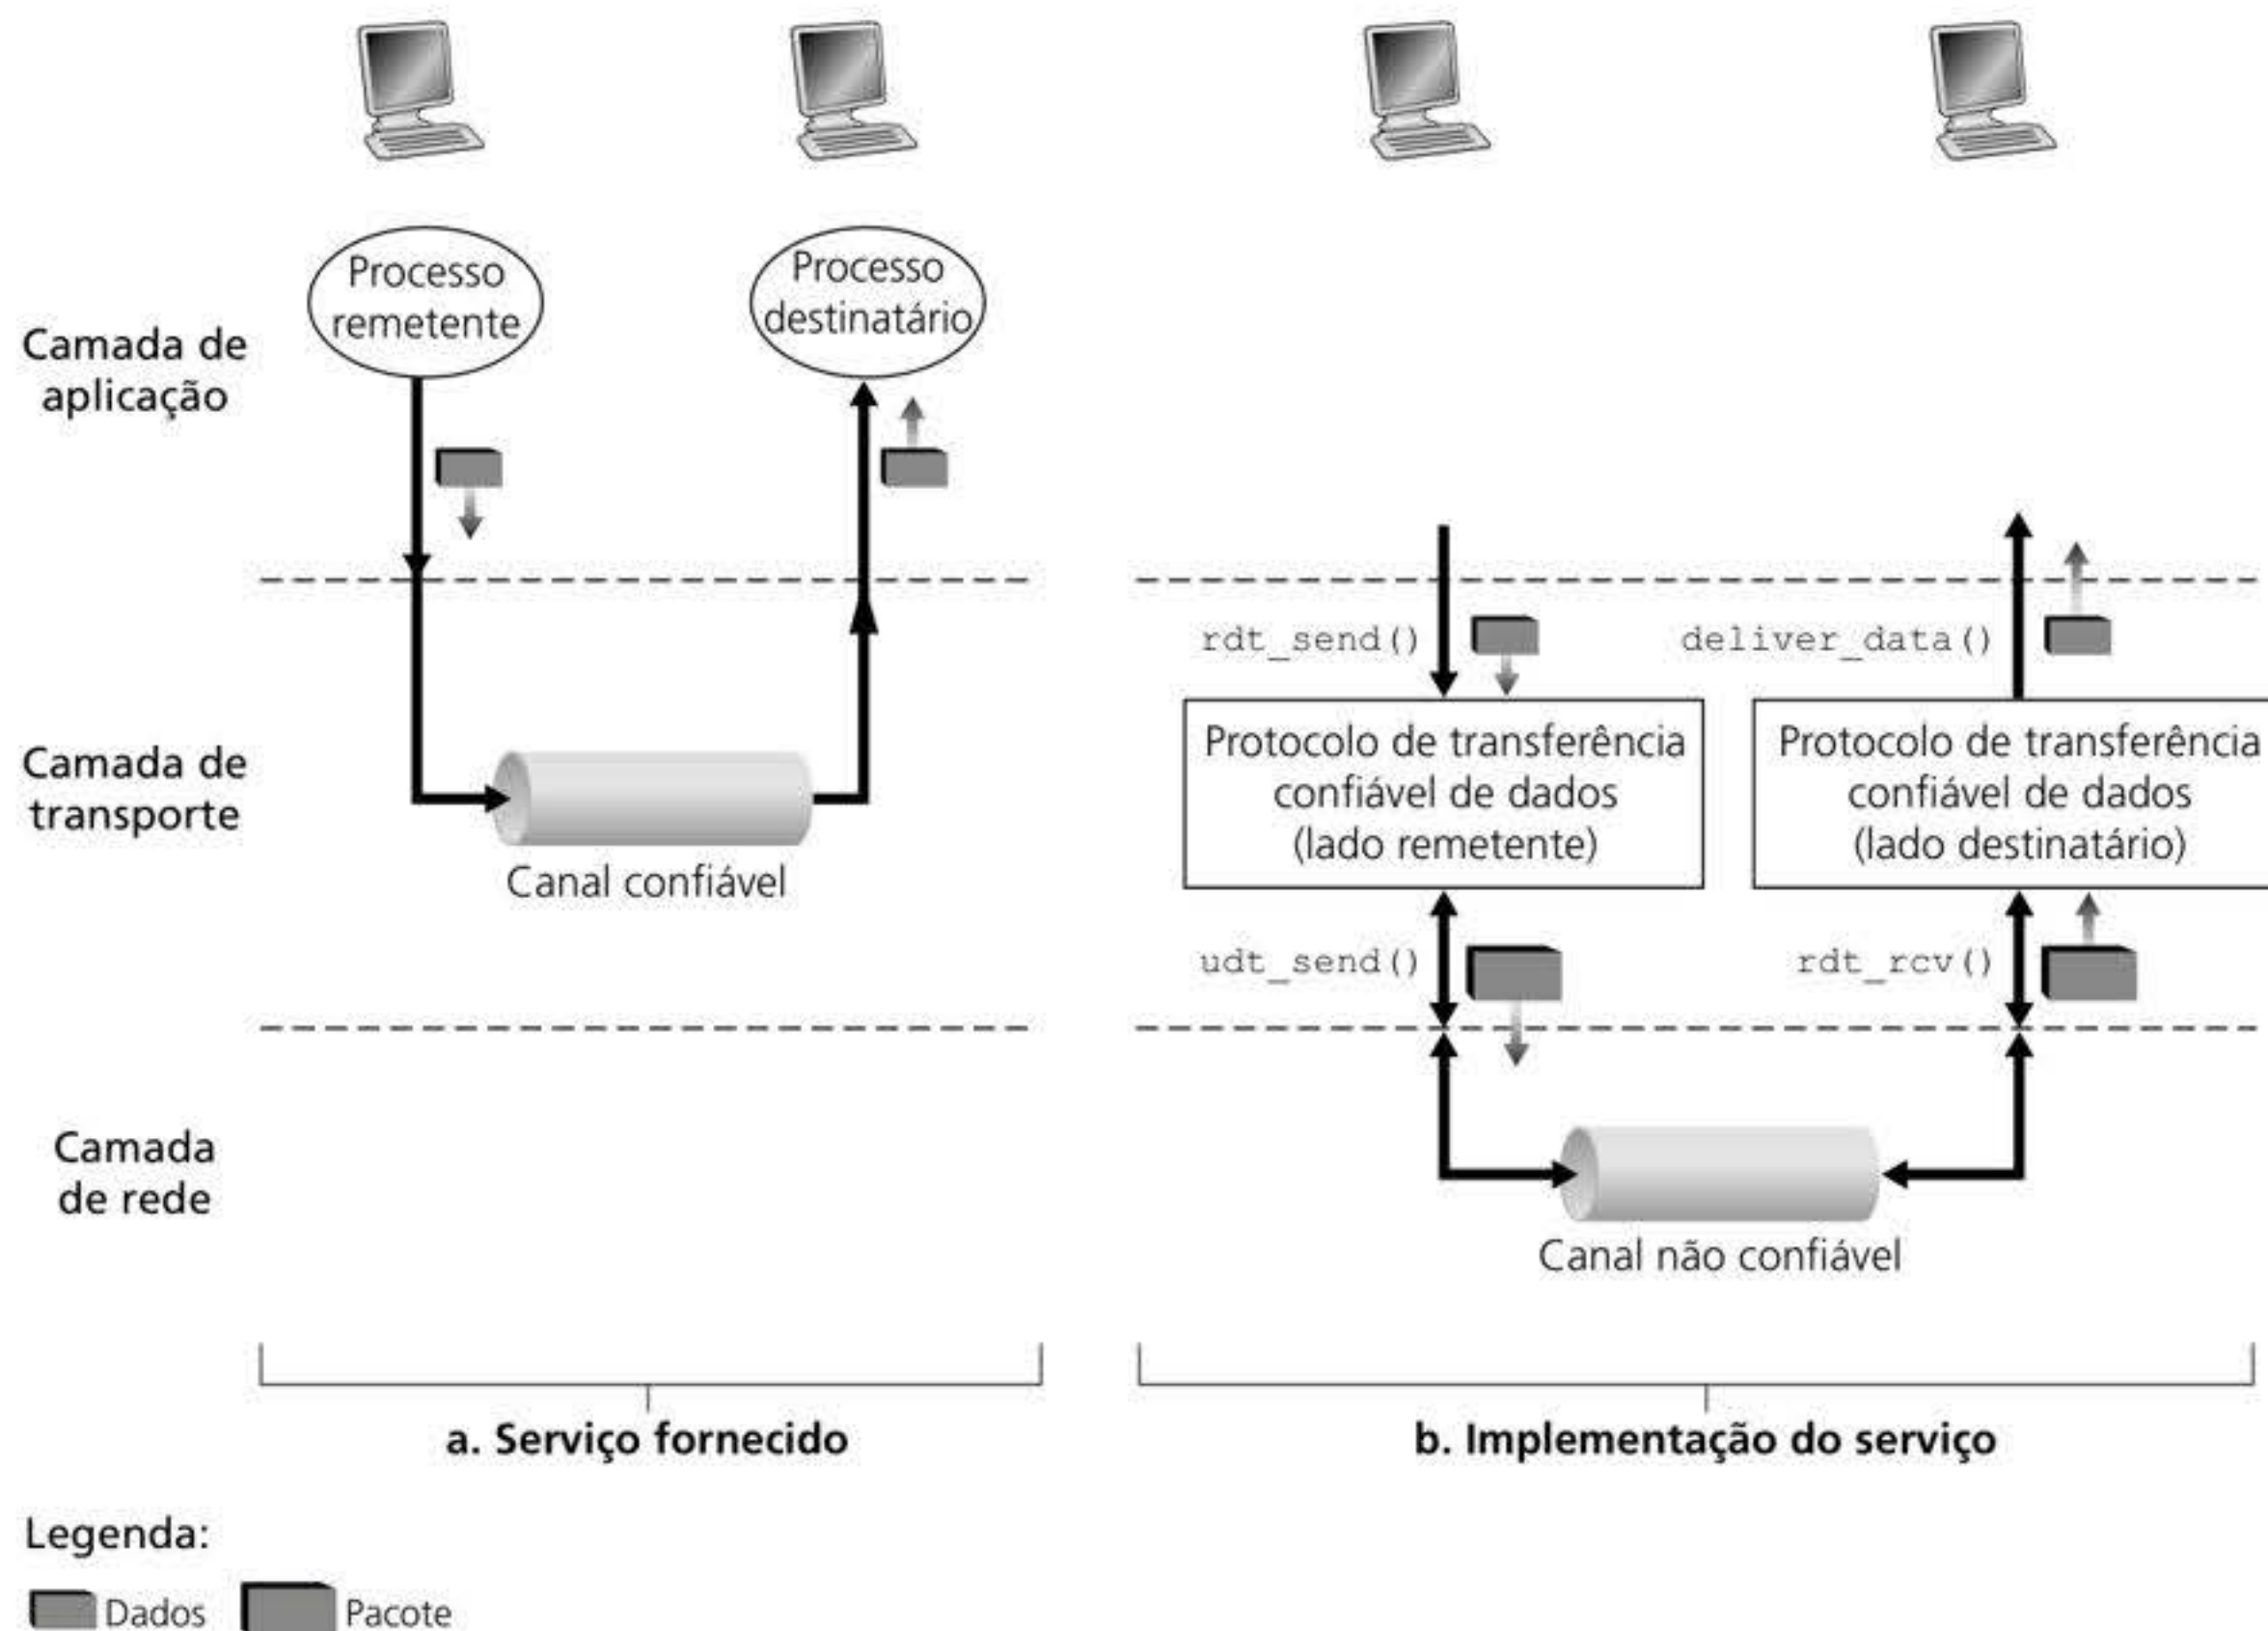 Processo
remetente
Processo
destinatário
Camada de
aplicação
rdt_send()
deliver_data()
Camada de
transporte
Canal confiável
Protocolo de transferência
confiável de dados
(lado remetente)
Protocolo de transferência
confiável de dados
(lado destinatário)
udt_send()
rdt_rcv()
Camada
de rede
Canal não confiável
a. Serviço fornecido
b. Implementação do serviço
Legenda:
Dados
Pacote